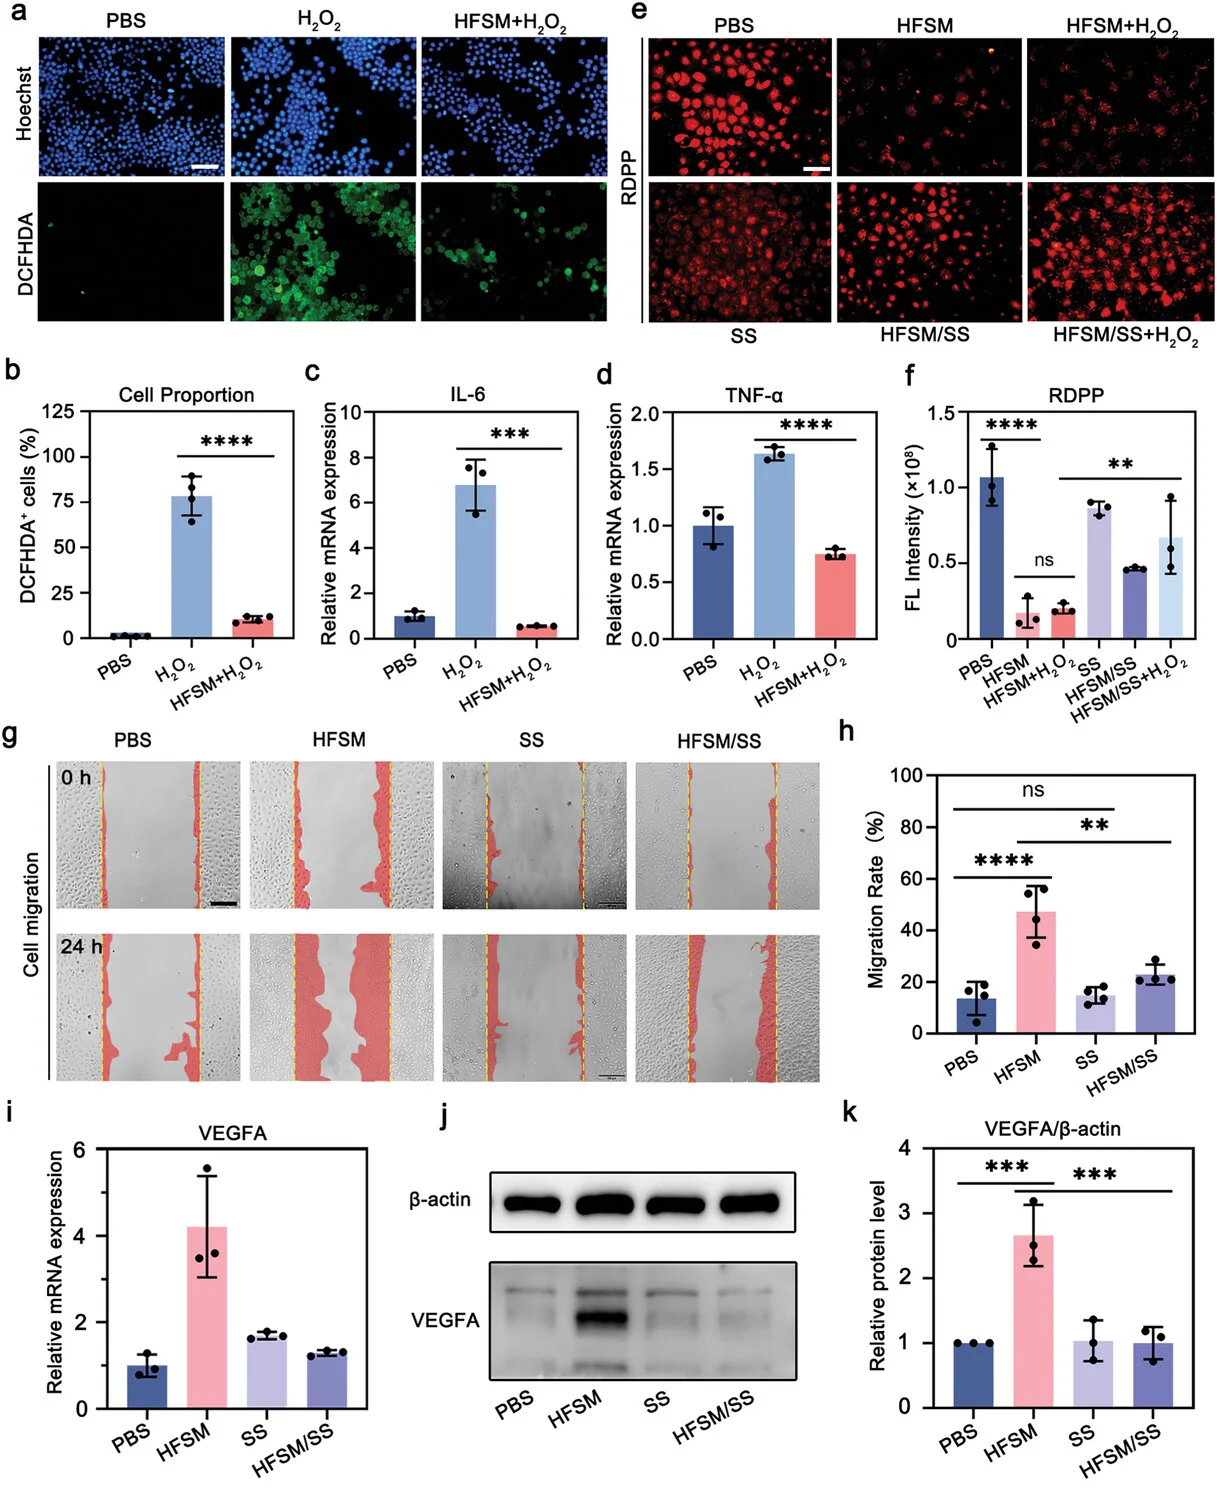 a
PBS
H₂O₂
HFSM+H₂O₂
Hoechst
DCFHDA
e
PBS
HFSM
HFSM+H₂O₂
RDPP
SS
HFSM/SS
HFSM/SS+H₂O₂
b
Cell Proportion
DCFHDA⁺ cells (%)
125
100
75
50
25
0
****
PBS
H₂O₂
HFSM+H₂O₂
c
IL-6
Relative mRNA expression
10
8
6
4
2
0
***
PBS
H₂O₂
HFSM+H₂O₂
d
TNF-α
Relative mRNA expression
2.0
1.5
1.0
0.5
0.0
****
PBS
H₂O₂
HFSM+H₂O₂
f
RDPP
FL Intensity (×10⁸)
1.5
1.0
0.5
0
****
ns
**
PBS
HFSM
HFSM+H₂O₂
SS
HFSM/SS
HFSM/SS+H₂O₂
g
PBS
HFSM
SS
HFSM/SS
Cell migration
0 h
24 h
h
Migration Rate (%)
100
80
60
40
20
0
ns
**
****
PBS
HFSM
SS
HFSM/SS
i
VEGFA
Relative mRNA expression
6
4
2
0
PBS
HFSM
SS
HFSM/SS
j
β-actin
VEGFA
PBS
HFSM
SS
HFSM/SS
k
VEGFA/β-actin
Relative protein level
4
3
2
1
0
***
***
PBS
HFSM
SS
HFSM/SS